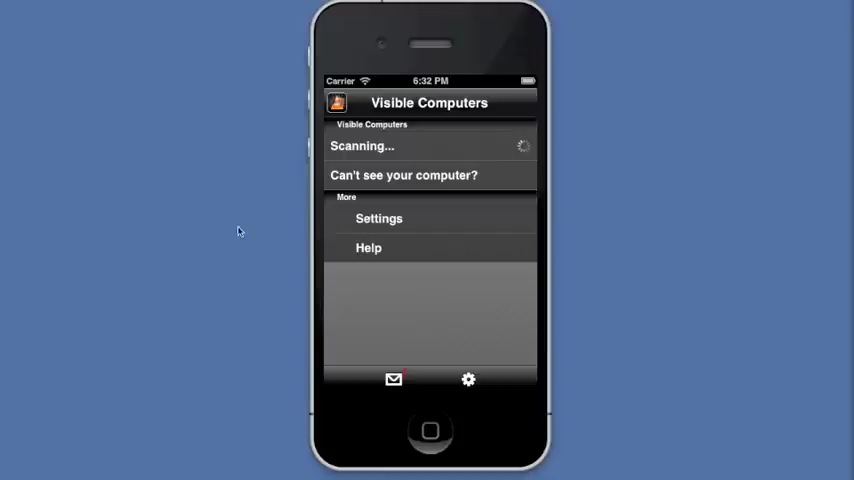 Carrier 6:32 PM
Visible Computers
Visible Computers
Scanning...
Can't see your computer?
More
Settings
Help